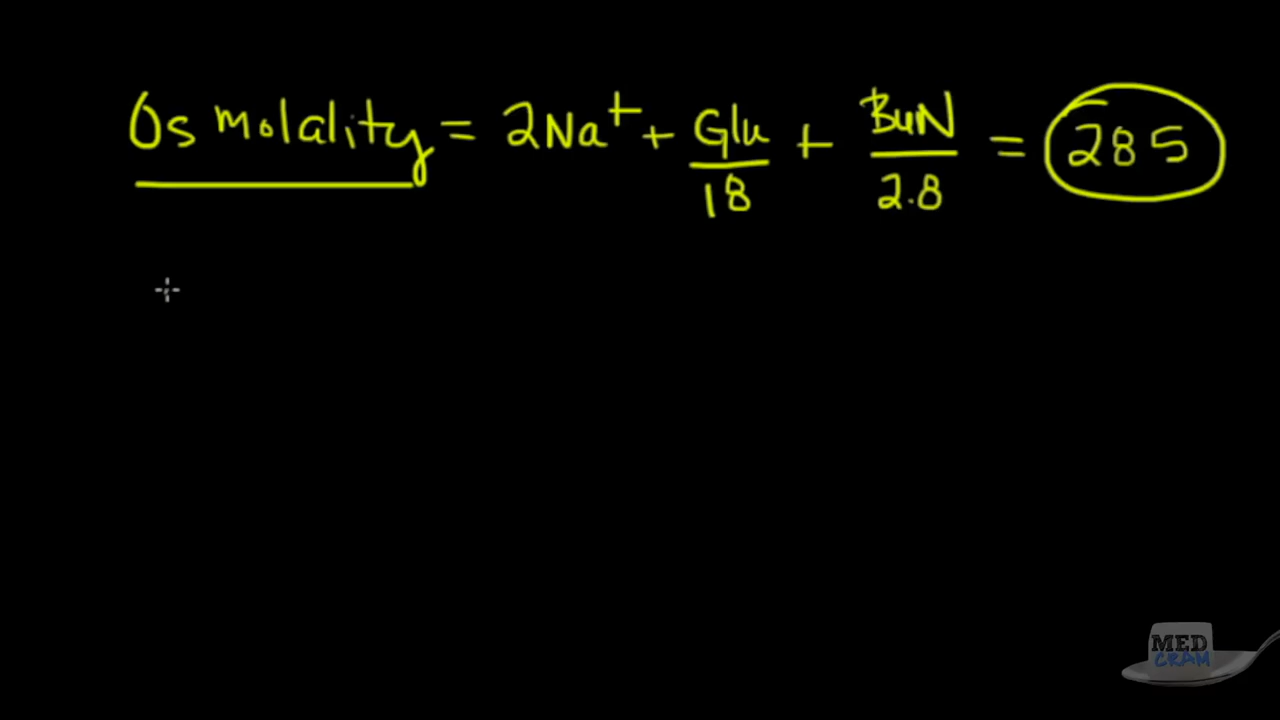 Osmolality = 2Na⁺ + Glu/18 + BUN/2.8 = 285
MED
CRAM